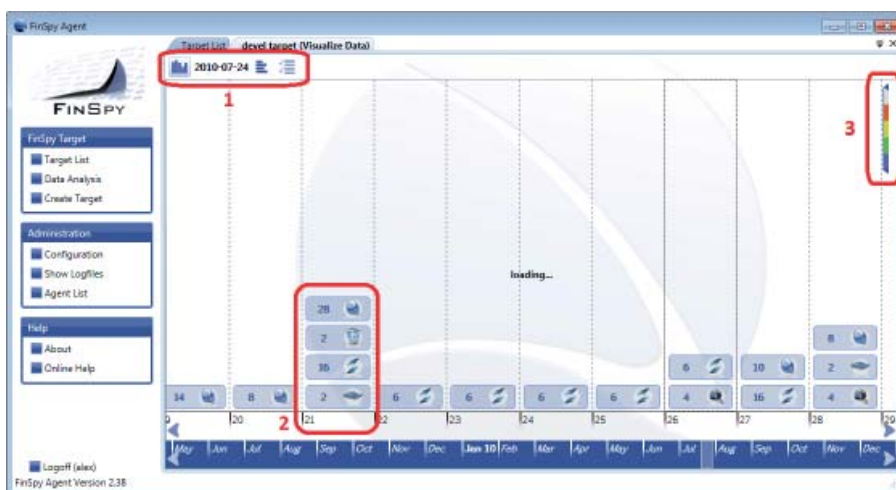 FinSpy Agent
Target List devel target (Visualize Data)
2010-07-24
1
3
FINSPY
FinSpy Target
Target List
Data Analysis
Create Target
Administration
Configuration
Show Logfiles
Agent List
Help
About
Online Help
loading...
28
2
16
2
2
8
6 10 2
14 8 6 6 6 6 4 16 4
20 21 22 23 24 25 26 27 28 29
May Jun Jul Aug Sep Oct Nov Dec Jan 10 Feb Mar Apr May Jun Jul Aug Sep Oct Nov Dec
Logoff (alex)
FinSpy Agent Version 2.38